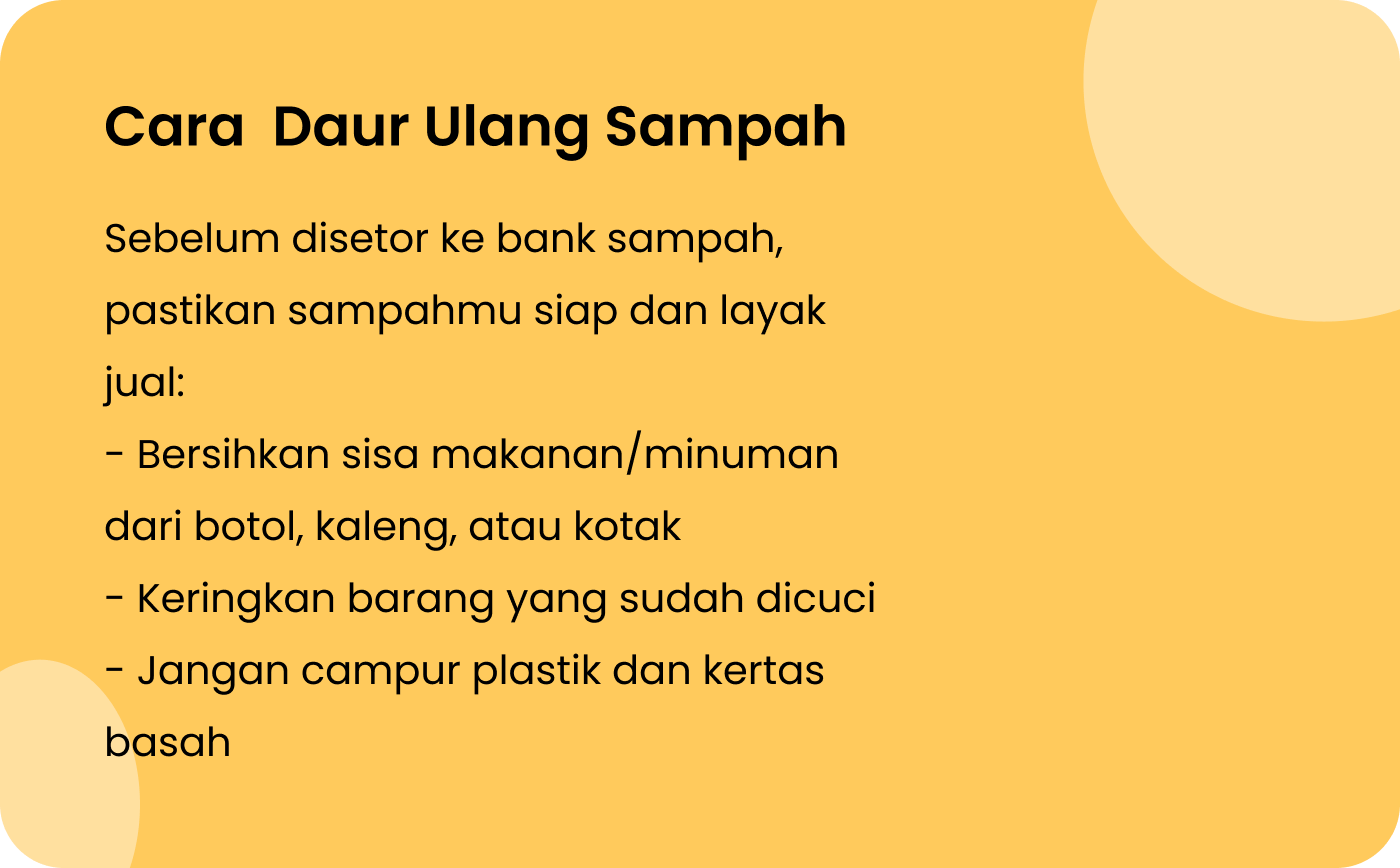 Cara  Daur Ulang Sampah
Sebelum disetor ke bank sampah,
pastikan sampahmu siap dan layak
jual:
- Bersihkan sisa makanan/minuman
dari botol, kaleng, atau kotak
- Keringkan barang yang sudah dicuci
- Jangan campur plastik dan kertas
basah